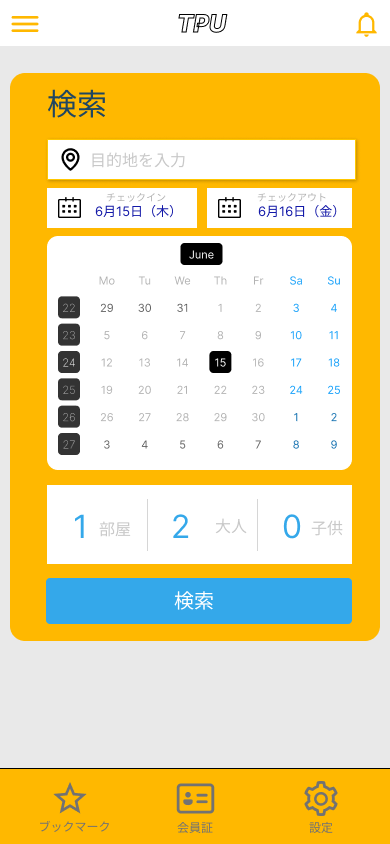 TPU
検索
目的地を入力
チェックイン
6月15日（木）
チェックアウト
6月16日（金）
June
Mo Tu We Th Fr Sa Su
22 29 30 31 1 2 3 4
23 5 6 7 8 9 10 11
24 12 13 14 15 16 17 18
25 19 20 21 22 23 24 25
26 26 27 28 29 30 1 2
27 3 4 5 6 7 8 9
1 部屋 2 大人 0 子供
検索
ブックマーク 会員証 設定